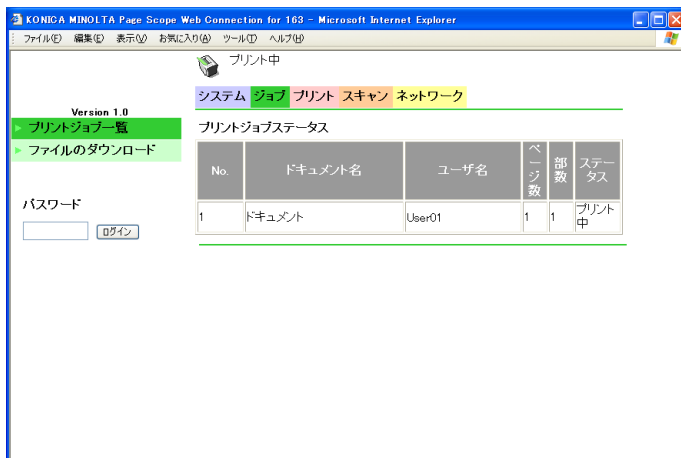 KONICA MINOLTA Page Scope Web Connection for 163 - Microsoft Internet Explorer
ファイル(F) 編集(E) 表示(V) お気に入り(A) ツール(T) ヘルプ(H)
プリント中
システム ジョブ プリント スキャン ネットワーク
Version 1.0
プリントジョブ一覧
ファイルのダウンロード
パスワード
ログイン
プリントジョブステータス
No. ドキュメント名 ユーザ名 ページ数 部数 ステータス
1 ドキュメント User01 1 1 プリント中